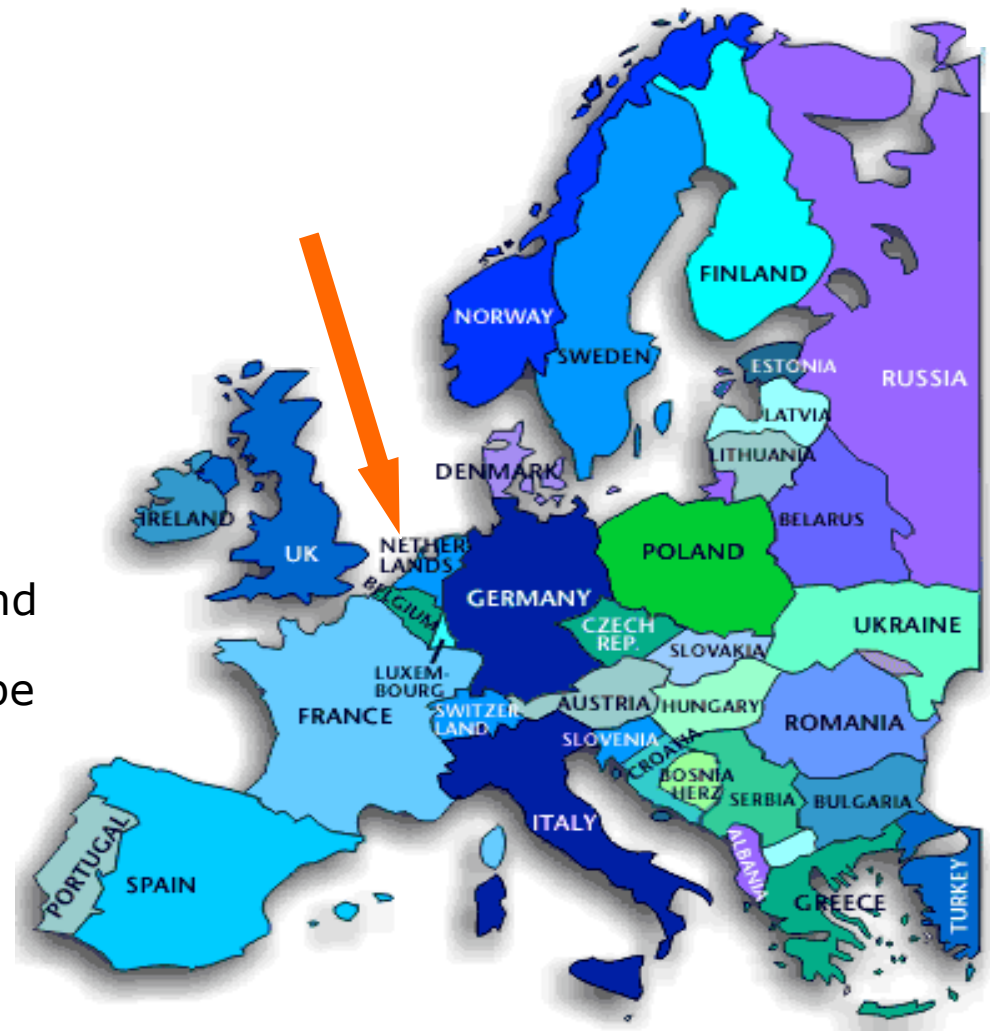 FINLAND
NORWAY
SWEDEN
ESTONIA
RUSSIA
LATVIA
LITHUANIA
DENMARK
IRELAND
BELARUS
UK
NETHER
LANDS
POLAND
BELGIUM
GERMANY
nd
CZECH
REP.
UKRAINE
SLOVAKIA
LUXEM-
BOURG
pe
AUSTRIA
HUNGARY
FRANCE
SWITZER
LAND
ROMANIA
SLOVENIA
CROATIA
BOSNIA
HERZ
SERBIA
BULGARIA
ITALY
ALBANIA
PORTUGAL
SPAIN
GREECE
TURKEY